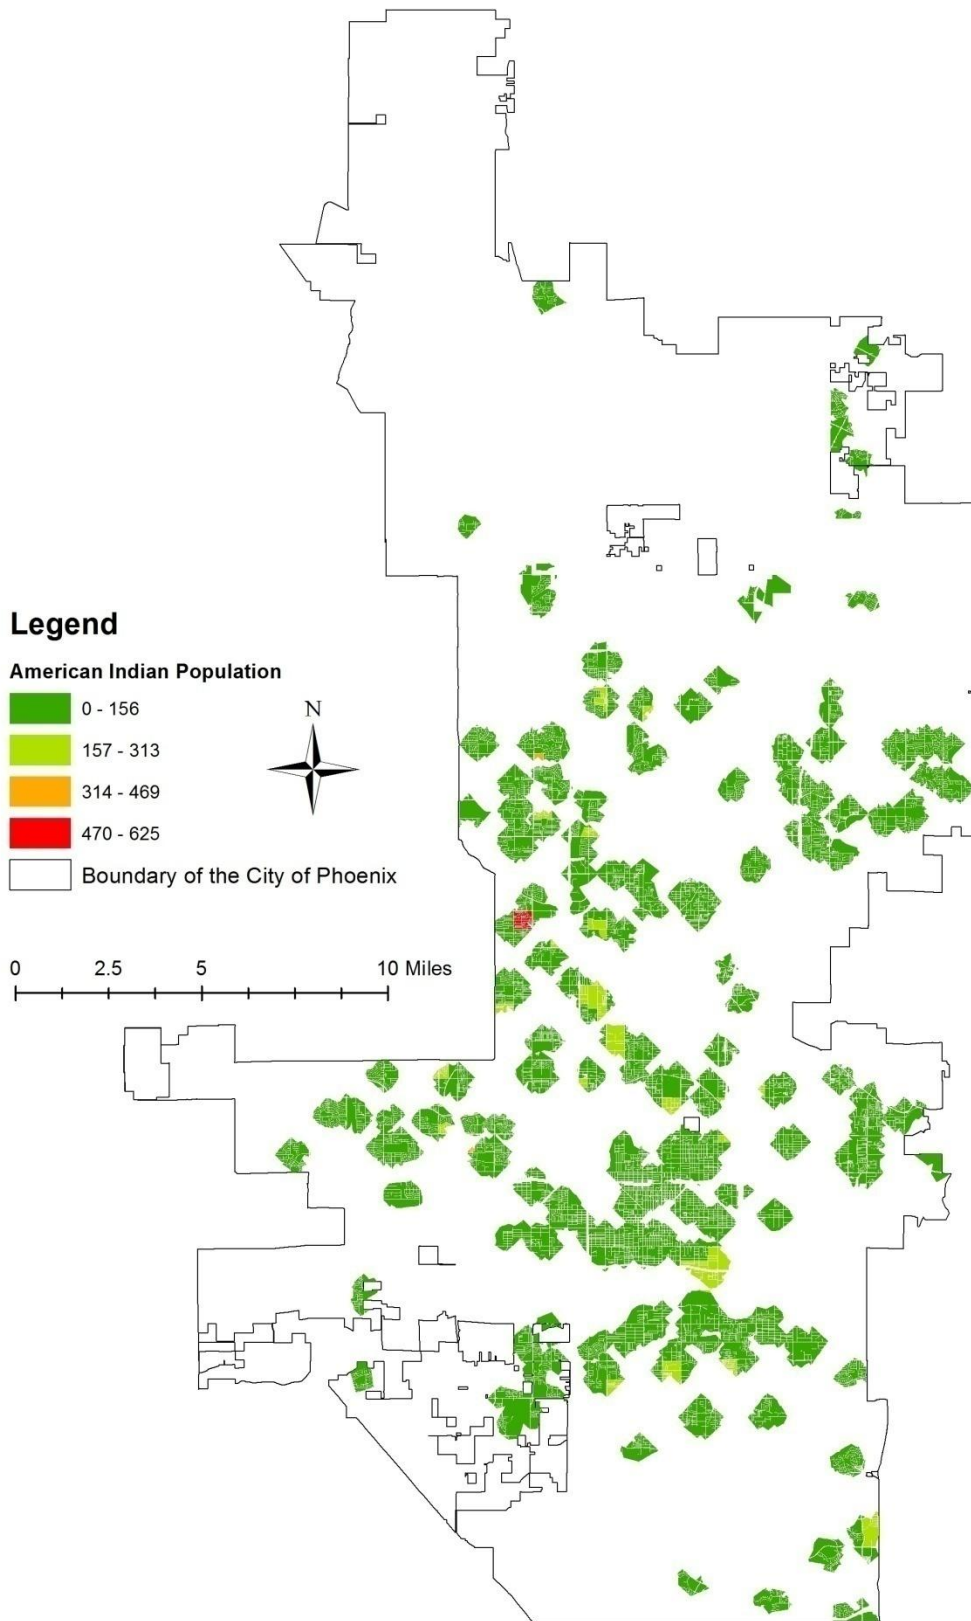 Legend
American Indian Population
0 - 156
157 - 313
314 - 469
470 - 625
Boundary of the City of Phoenix
N
0 2.5 5 10 Miles